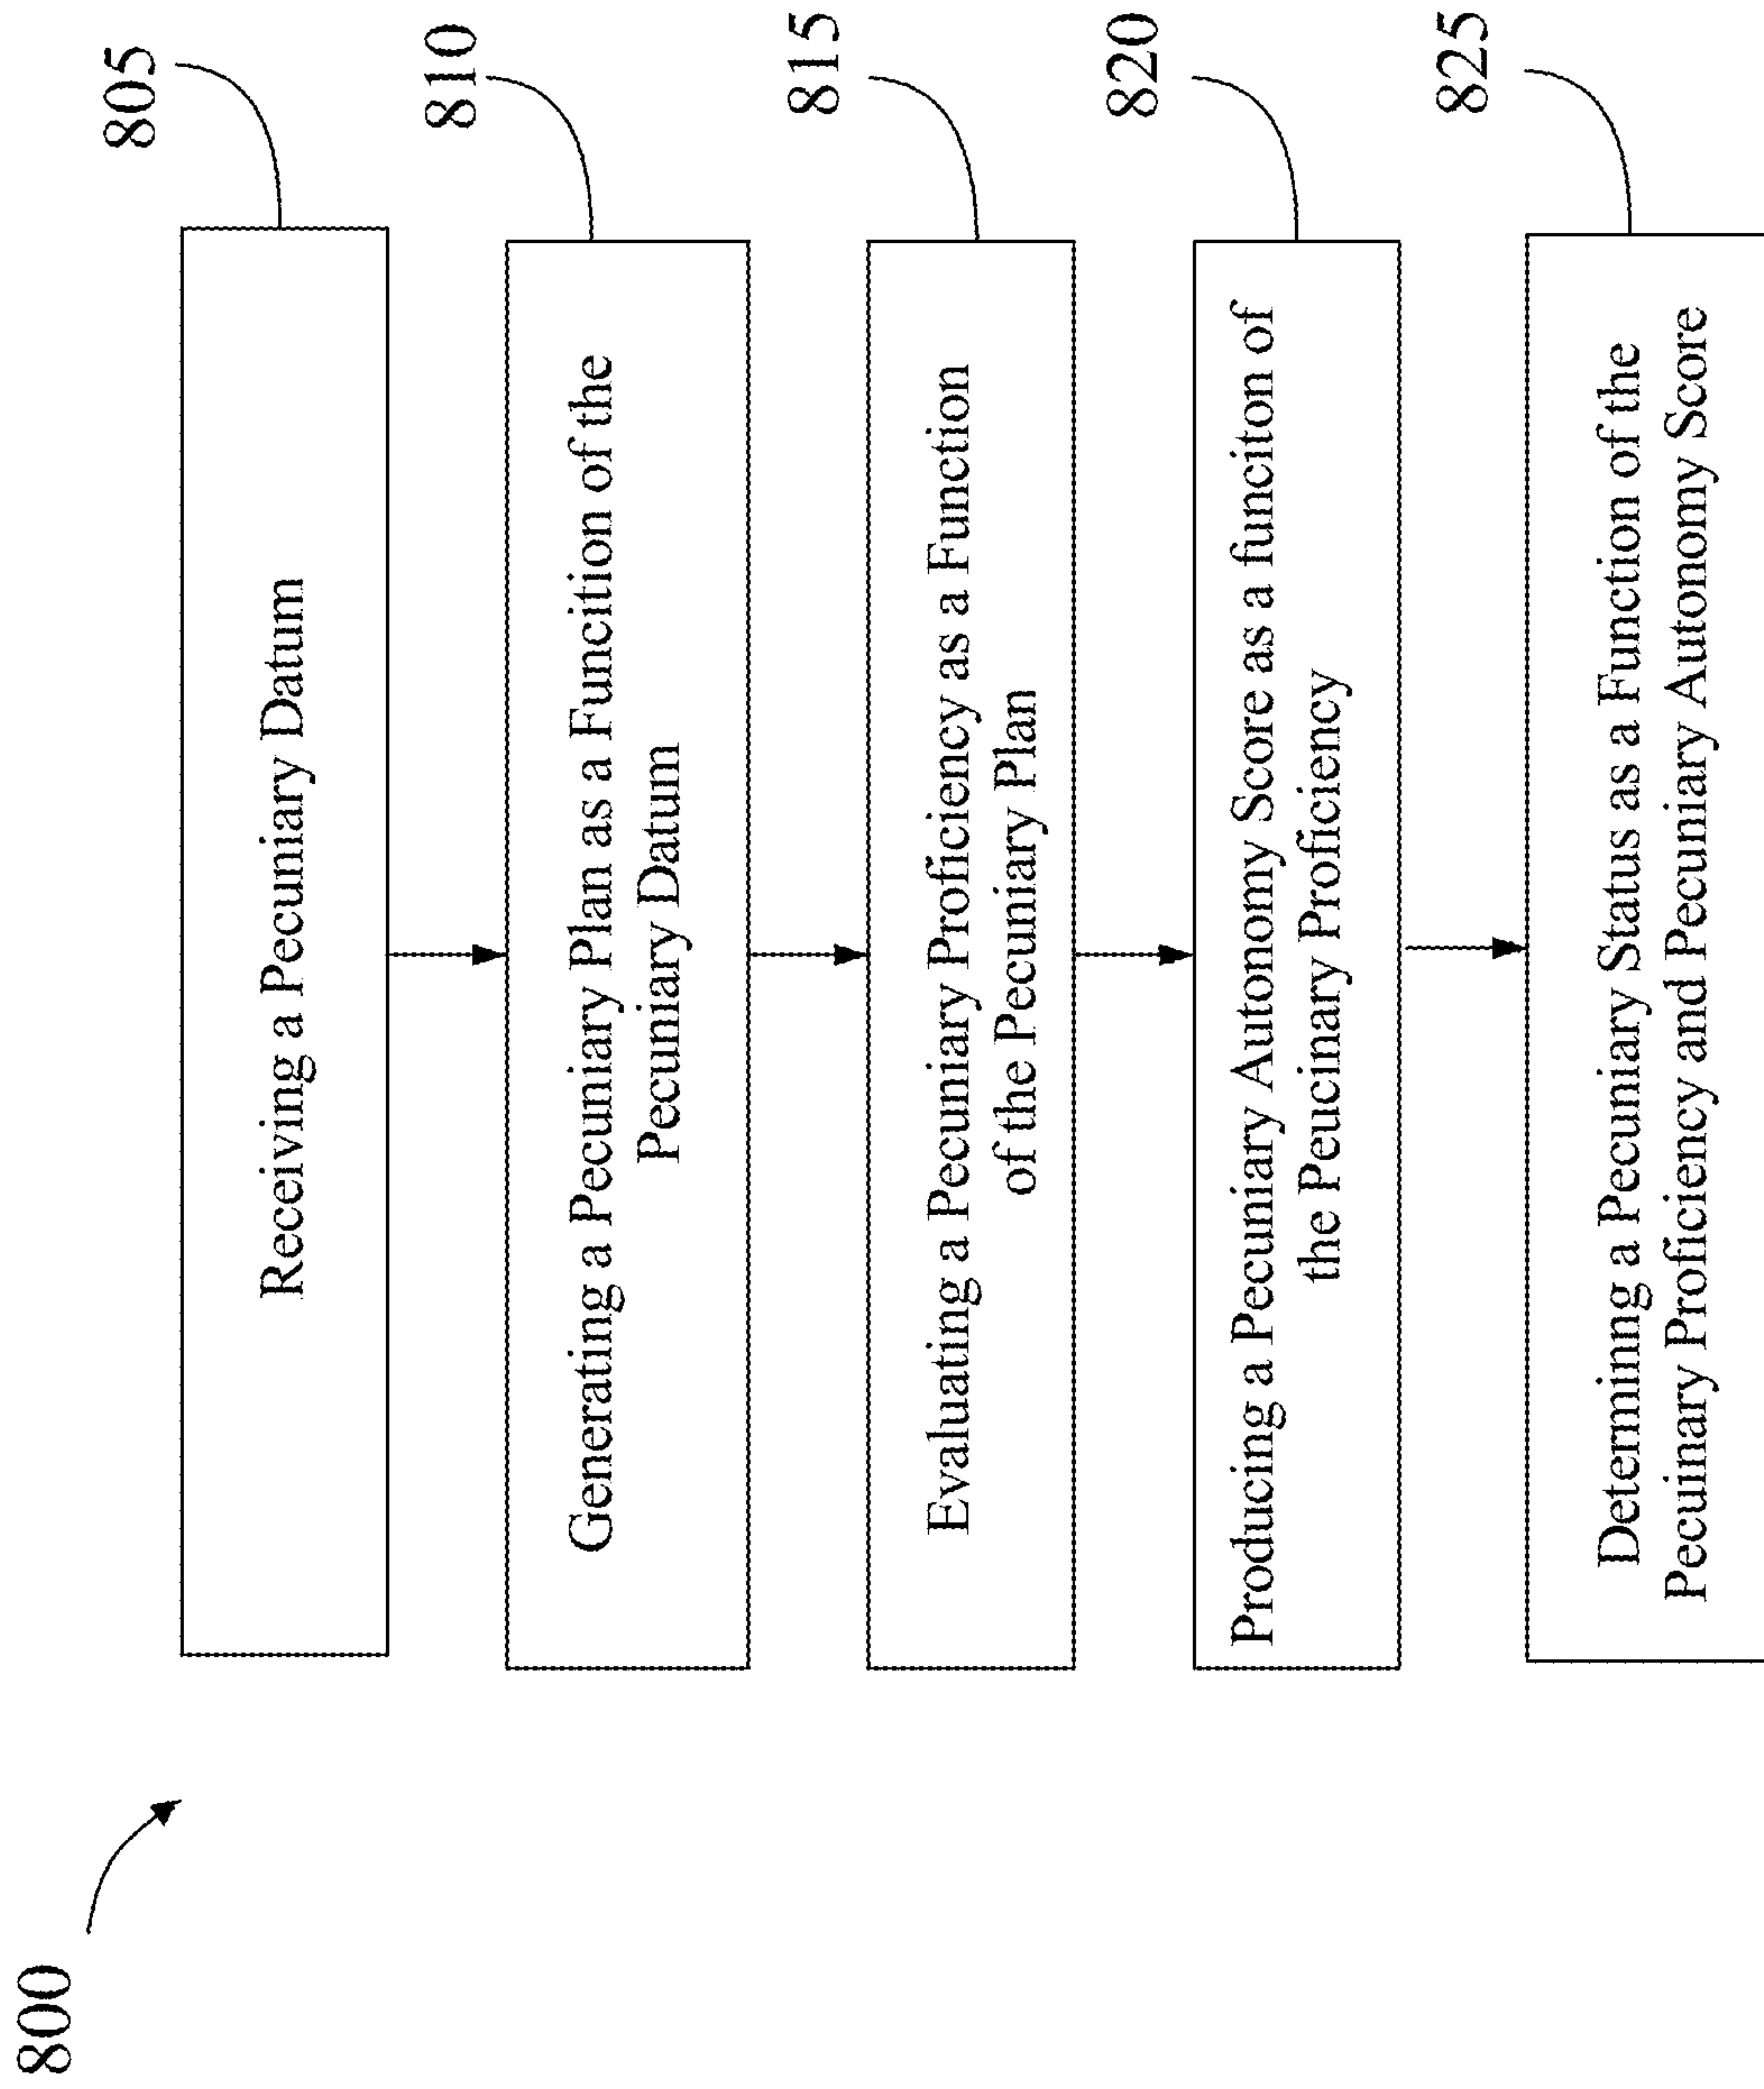 800
805
Receiving a Pecuniary Datum
810
Generating a Pecuniary Plan as a Funcition of the
Pecuniary Datum
815
Evaluating a Pecuniary Proficiency as a Function
of the Pecuniary Plan
820
Producing a Pecuniary Autonomy Score as a funciton of
the Peucinary Proficiency
825
Determining a Pecuniary Status as a Function of the
Pecuinary Proficiency and Pecuniary Autonomy Score